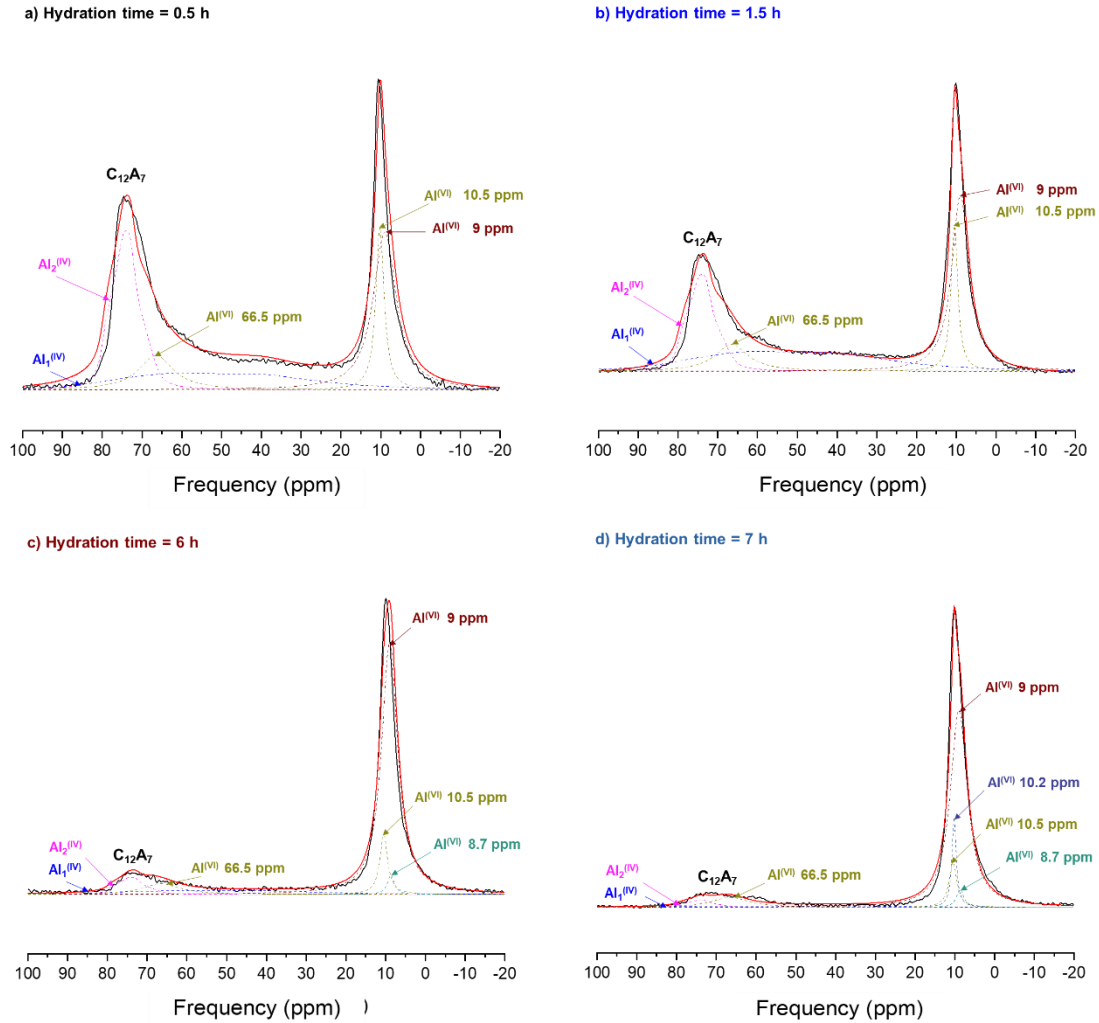 a) Hydration time = 0.5 h
C12A7
Al2(IV)
Al1(IV)
Al(VI) 66.5 ppm
Al(VI) 10.5 ppm
Al(VI) 9 ppm
100 90 80 70 60 50 40 30 20 10 0 -10 -20
Frequency (ppm)
b) Hydration time = 1.5 h
C12A7
Al2(IV)
Al1(IV)
Al(VI) 66.5 ppm
Al(VI) 9 ppm
Al(VI) 10.5 ppm
100 90 80 70 60 50 40 30 20 10 0 -10 -20
Frequency (ppm)
c) Hydration time = 6 h
C12A7
Al2(IV)
Al1(IV)
Al(VI) 66.5 ppm
Al(VI) 9 ppm
Al(VI) 10.5 ppm
Al(VI) 8.7 ppm
100 90 80 70 60 50 40 30 20 10 0 -10 -20
Frequency (ppm) )
d) Hydration time = 7 h
C12A7
Al2(IV)
Al1(IV)
Al(VI) 66.5 ppm
Al(VI) 9 ppm
Al(VI) 10.2 ppm
Al(VI) 10.5 ppm
Al(VI) 8.7 ppm
100 90 80 70 60 50 40 30 20 10 0 -10 -20
Frequency (ppm)